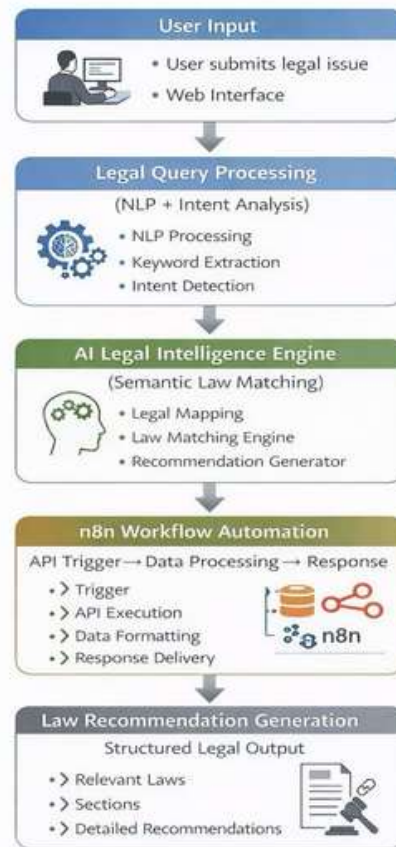 User Input
• User submits legal issue
• Web Interface
Legal Query Processing
(NLP + Intent Analysis)
• NLP Processing
• Keyword Extraction
• Intent Detection
AI Legal Intelligence Engine
(Semantic Law Matching)
• Legal Mapping
• Law Matching Engine
• Recommendation Generator
n8n Workflow Automation
API Trigger → Data Processing → Response
• > Trigger
• > API Execution
• > Data Formatting
• > Response Delivery
n8n
Law Recommendation Generation
Structured Legal Output
• > Relevant Laws
• > Sections
• > Detailed Recommendations